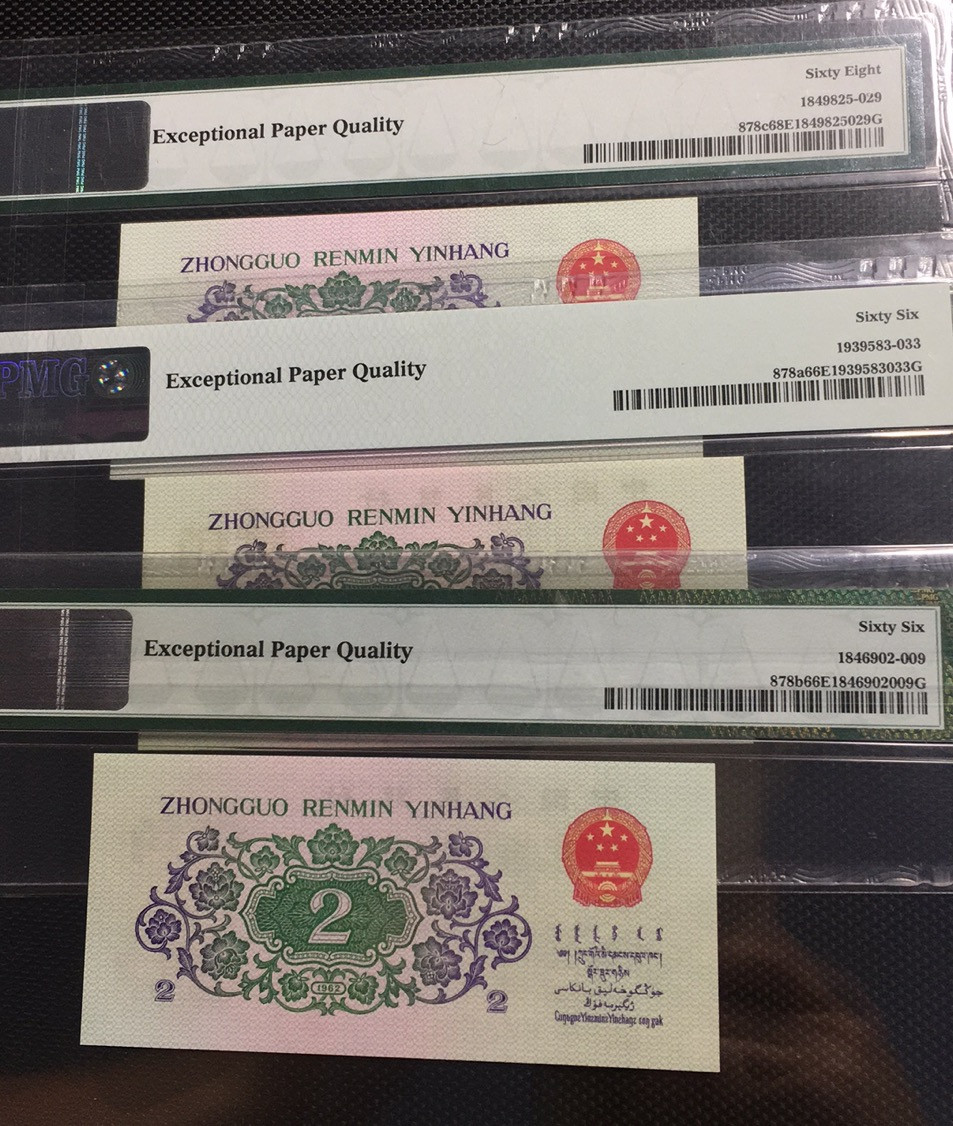 Sixty Eight
1849825-029
Exceptional Paper Quality
878c68E1849825029G
ZHONGGUO RENMIN YINHANG
Sixty Six
1939583-033
PMG
Exceptional Paper Quality
878a66E1939583033G
ZHONGGUO RENMIN YINHANG
Sixty Six
1846902-009
Exceptional Paper Quality
878b66E1846902009G
ZHONGGUO RENMIN YINHANG
2
1962
2
2